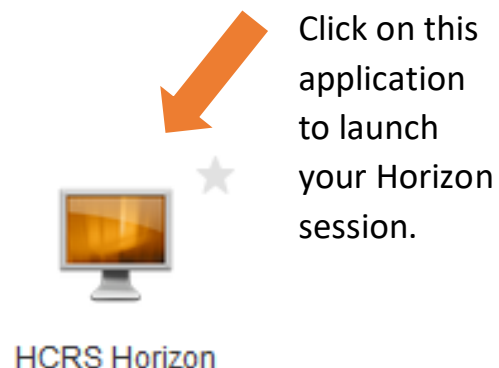 Click on this
application
to launch
your Horizon
session.
HCRS Horizon